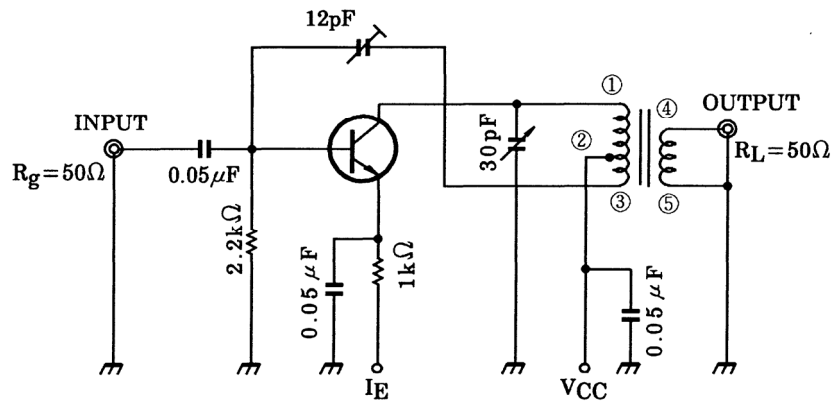 12pF
INPUT
Rg=50Ω
0.05μF
2.2kΩ
0.05μF
1kΩ
IE
30pF
①
②
③
④
⑤
OUTPUT
RL=50Ω
0.05μF
VCC